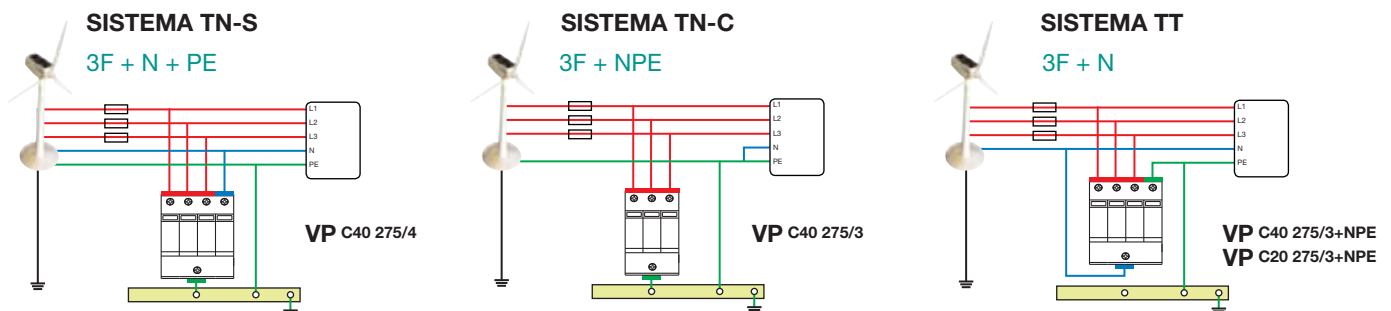 SISTEMA TN-S
3F + N + PE
L1
L2
L3
N
PE
VP C40 275/4
SISTEMA TN-C
3F + NPE
L1
L2
L3
N
PE
VP C40 275/3
SISTEMA TT
3F + N
L1
L2
L3
N
PE
VP C40 275/3+NPE
VP C20 275/3+NPE